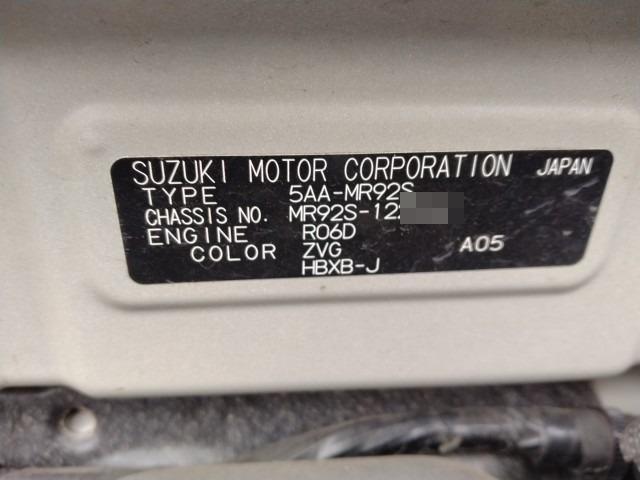 SUZUKI MOTOR CORPORATION JAPAN
TYPE 5AA-MR92S
CHASSIS NO. MR92S-12
ENGINE R06D
COLOR ZVG A05
HBXB-J